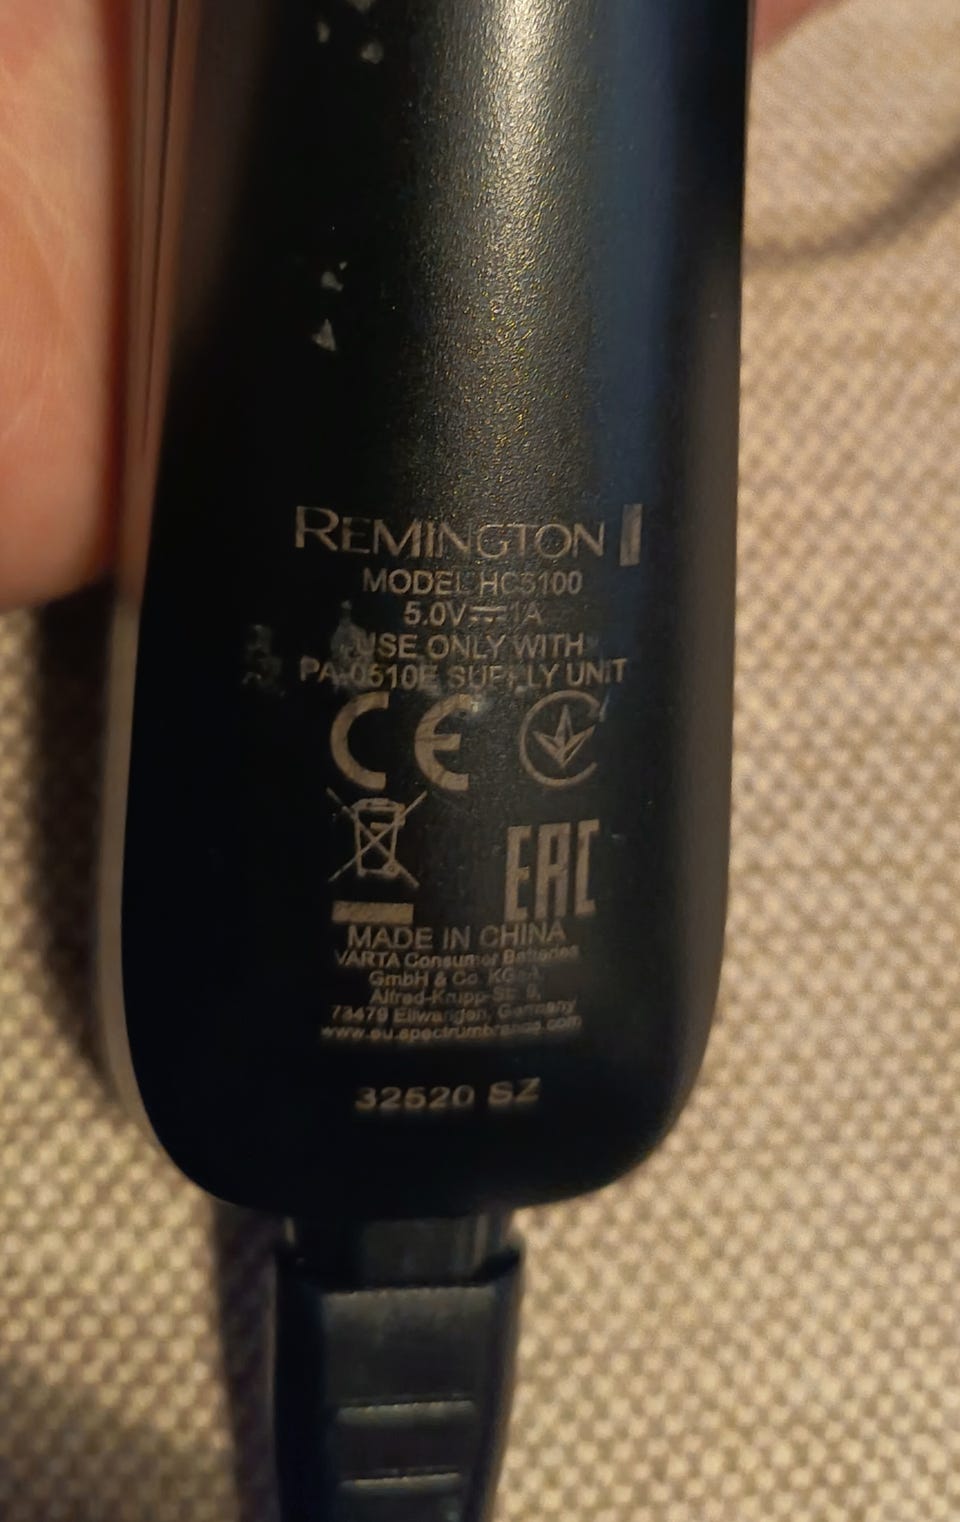 REMINGTON
MODEL HC5100
5.0V⎓1A
USE ONLY WITH
PA-0510E SUPPLY UNIT
CE
EAC
MADE IN CHINA
VARTA Consumer Batteries
GmbH & Co. KGaA,
Alfred-Krupp-St. 9,
73479 Ellwangen, Germany
www.eu.spectrumbrands.com
32520 SZ